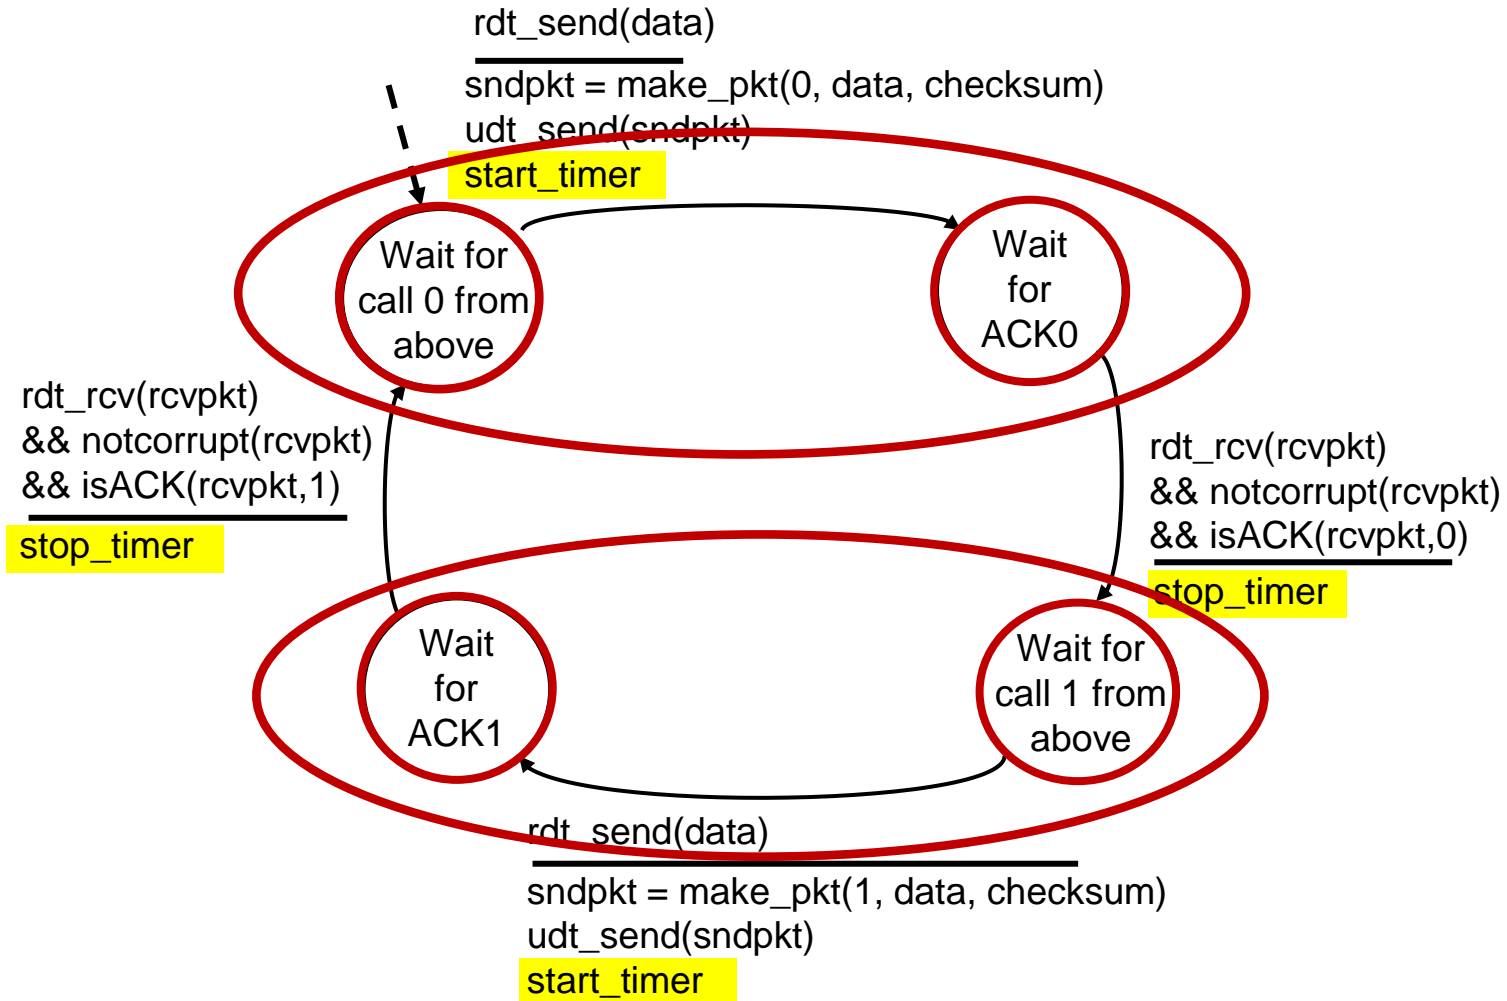 rdt_send(data)
sndpkt = make_pkt(0, data, checksum)
udt_send(sndpkt)
start_timer
Wait for
call 0 from
above
Wait
for
ACK0
rdt_rcv(rcvpkt)
&& notcorrupt(rcvpkt)
&& isACK(rcvpkt,1)
stop_timer
rdt_rcv(rcvpkt)
&& notcorrupt(rcvpkt)
&& isACK(rcvpkt,0)
stop_timer
Wait
for
ACK1
Wait for
call 1 from
above
rdt_send(data)
sndpkt = make_pkt(1, data, checksum)
udt_send(sndpkt)
start_timer